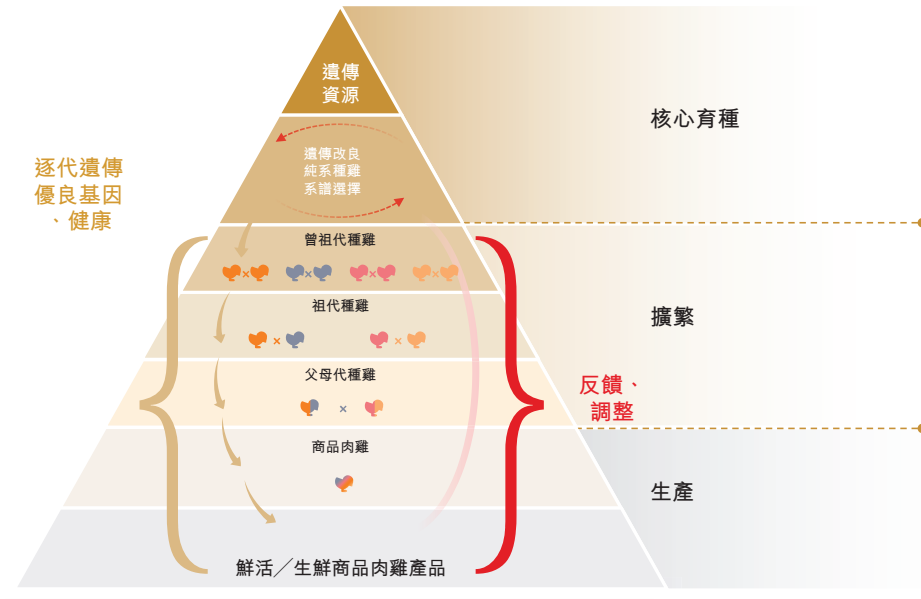 遺傳
資源
核心育種
遺傳改良
純系種雞
系譜選擇
逐代遺傳
優良基因
、健康
曾祖代種雞
××××
祖代種雞
××
擴繁
父母代種雞
×
反饋、
調整
商品肉雞
生產
鮮活／生鮮商品肉雞產品